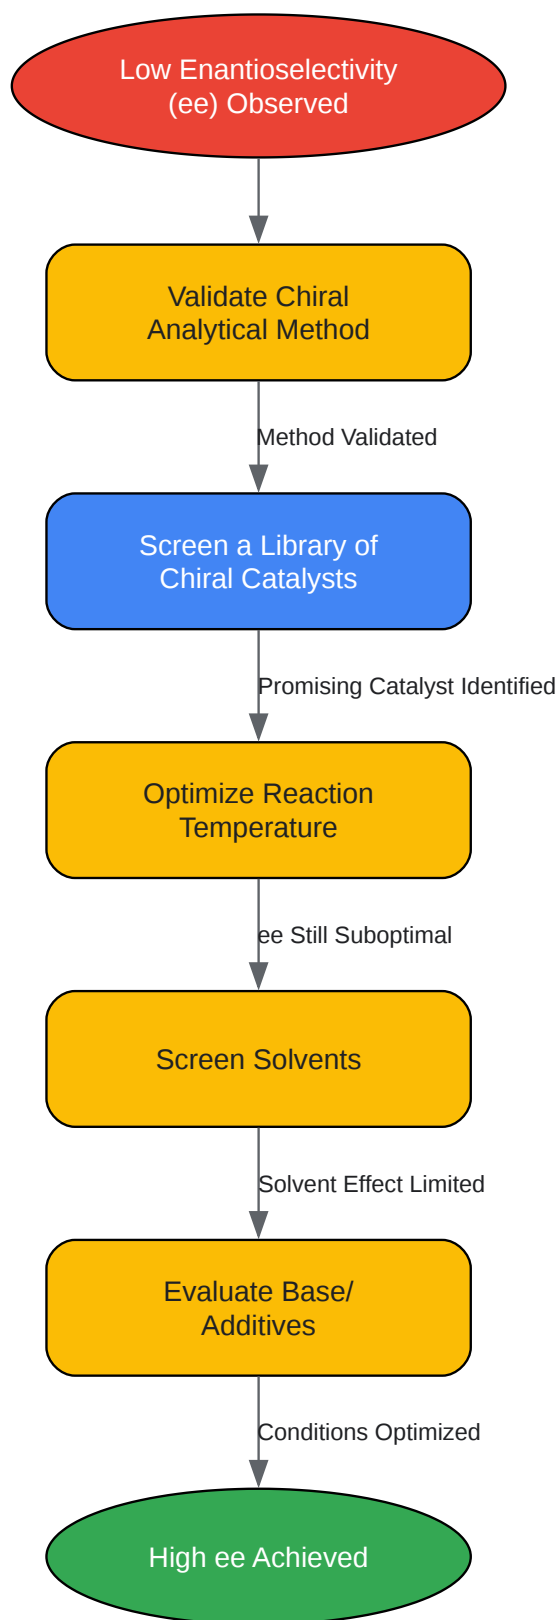 Low Enantioselectivity
(ee) Observed
Validate Chiral
Analytical Method
Method Validated
Screen a Library of
Chiral Catalysts
Promising Catalyst Identified
Optimize Reaction
Temperature
ee Still Suboptimal
Screen Solvents
Solvent Effect Limited
Evaluate Base/
Additives
Conditions Optimized
High ee Achieved